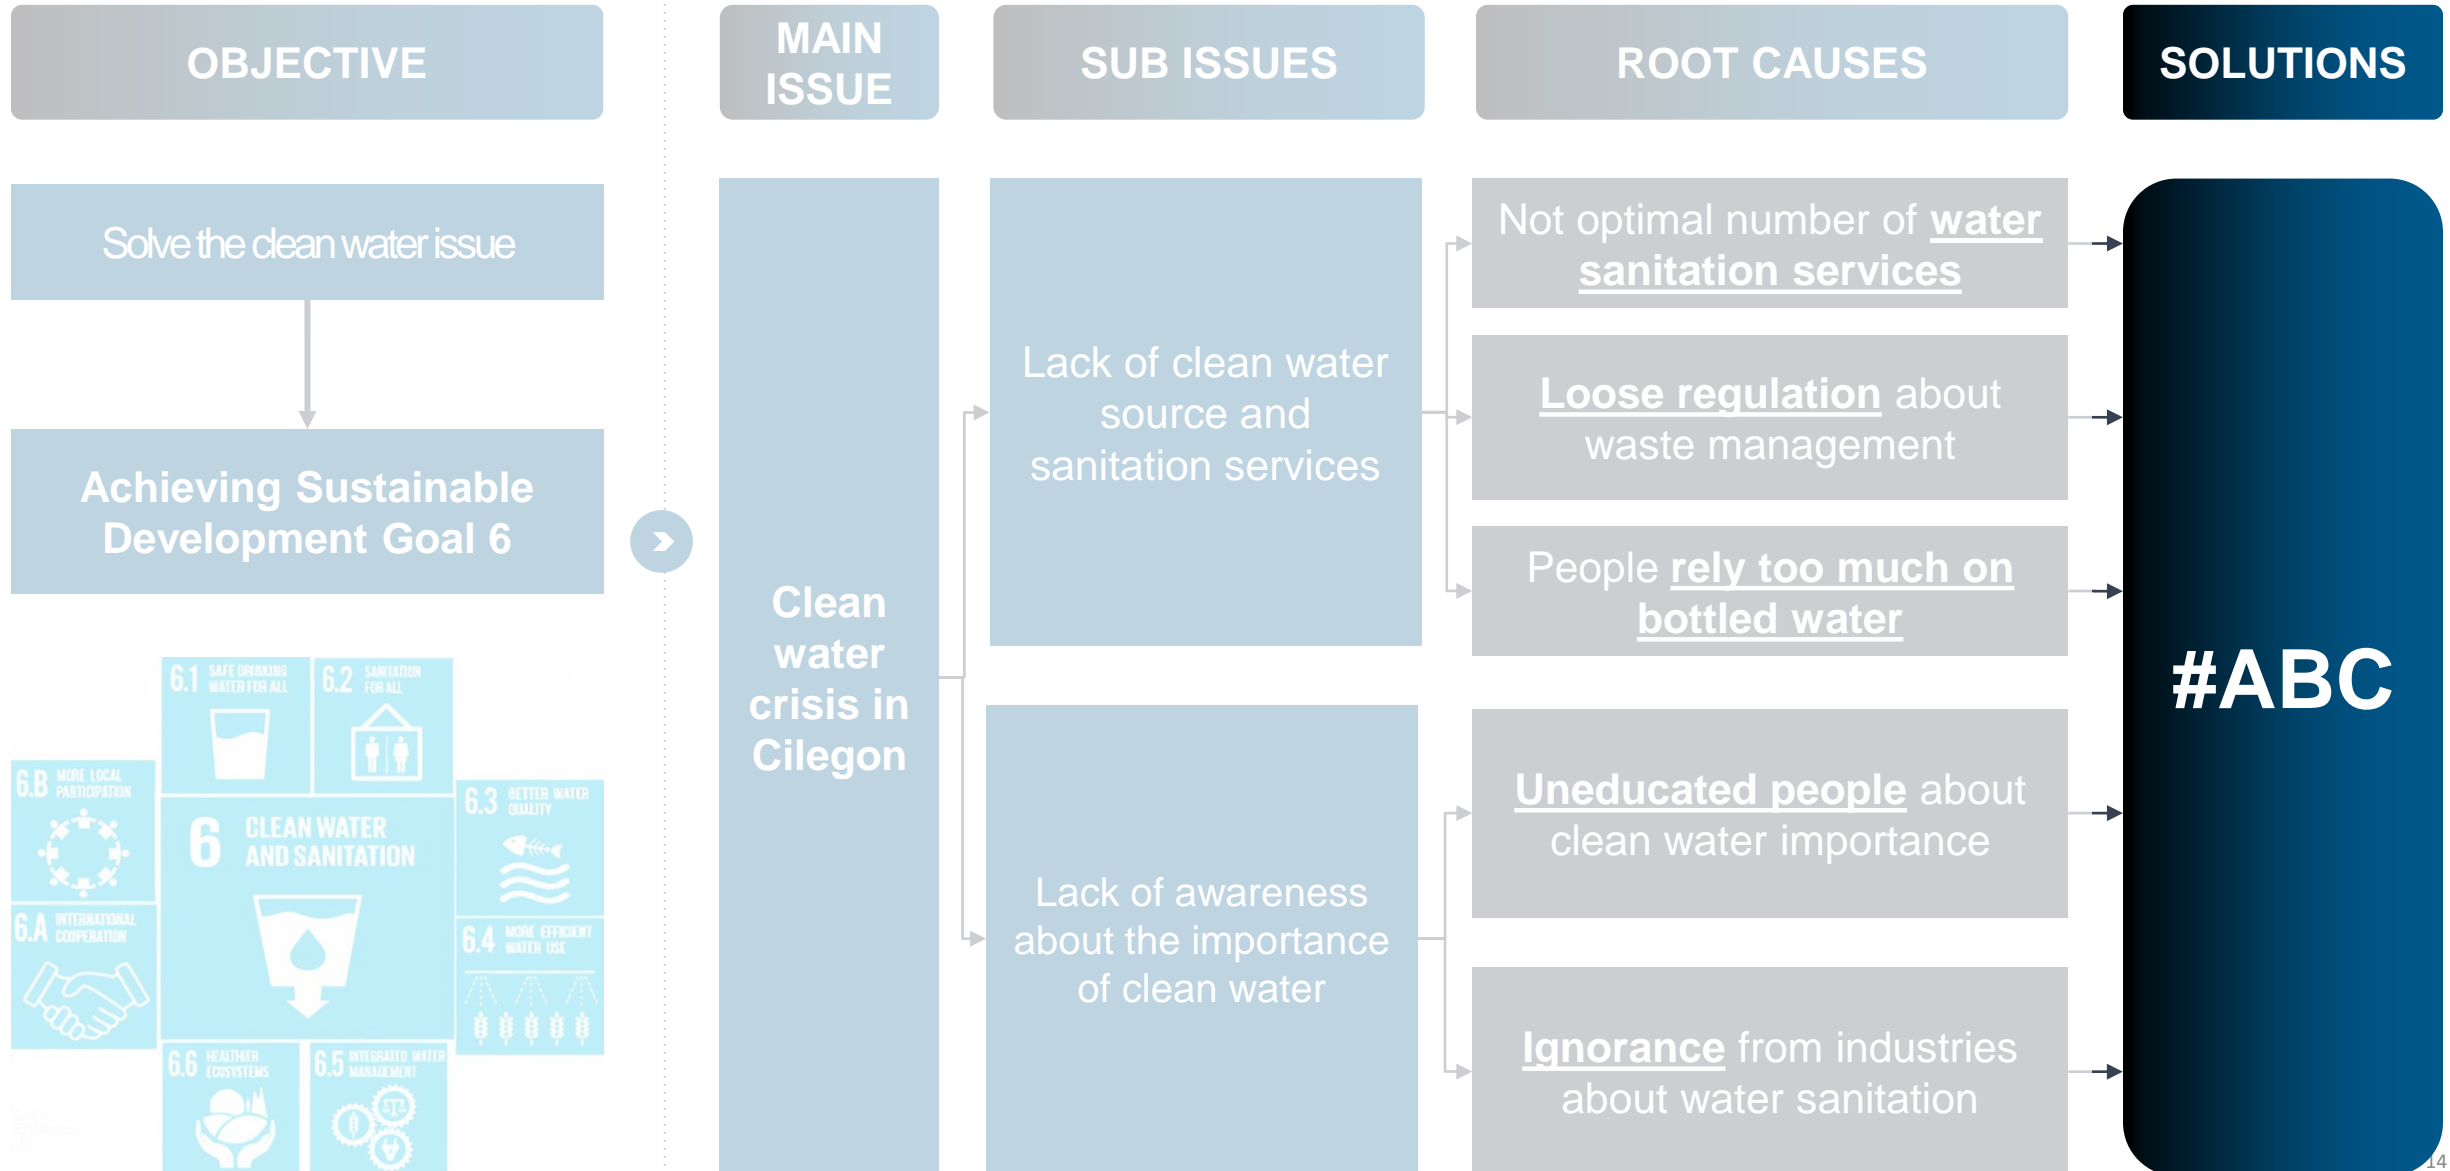 OBJECTIVE
MAIN
ISSUE
SUB ISSUES
ROOT CAUSES
SOLUTIONS
Solve the clean water issue
Achieving Sustainable
Development Goal 6
6.1 SAFE DRINKING
WATER FOR ALL
6.2 SANITATION
FOR ALL
6.B MORE LOCAL
PARTICIPATION
6.3 BETTER WATER
QUALITY
6 CLEAN WATER
AND SANITATION
6.A INTERNATIONAL
COOPERATION
6.4 MORE EFFICIENT
WATER USE
6.6 HEALTHIER
ECOSYSTEMS
6.5 INTEGRATED WATER
MANAGEMENT
Clean
water
crisis in
Cilegon
Lack of clean water
source and
sanitation services
Lack of awareness
about the importance
of clean water
Not optimal number of water
sanitation services
Loose regulation about
waste management
People rely too much on
bottled water
Uneducated people about
clean water importance
Ignorance from industries
about water sanitation
#ABC
14